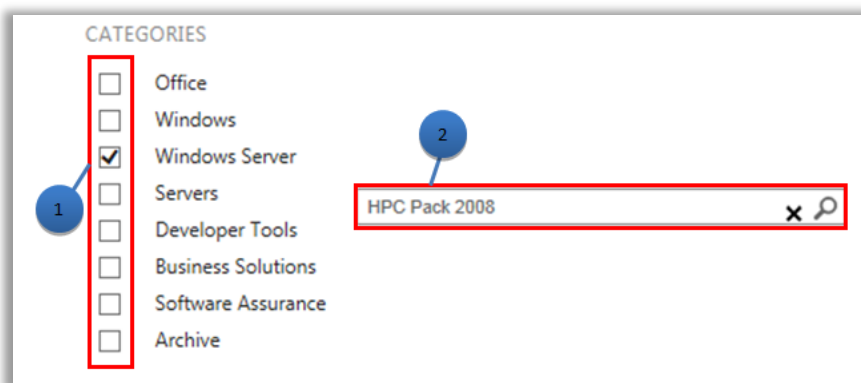 CATEGORIES
Office
Windows
2
Windows Server
1
Servers
HPC Pack 2008
Developer Tools
Business Solutions
Software Assurance
Archive